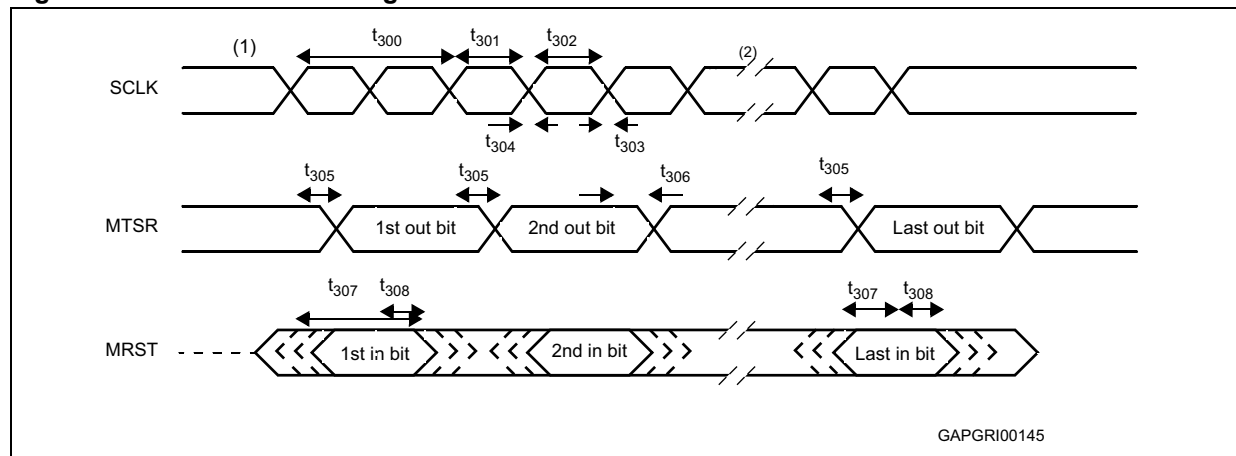 (1)
t300
t301
t302
(2)
SCLK
t304
t303
t305
t305
t306
t305
MTSR
1st out bit
2nd out bit
Last out bit
t307
t308
t307
t308
MRST
1st in bit
2nd in bit
Last in bit
GAPGRI00145